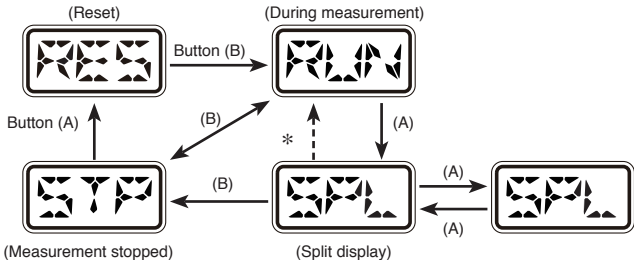 (Reset)
(During measurement)
RES
Button (B)
RUN
Button (A)
(B)
*
(A)
STP
(B)
SPL
(A)
(A)
SPL
(Measurement stopped)
(Split display)